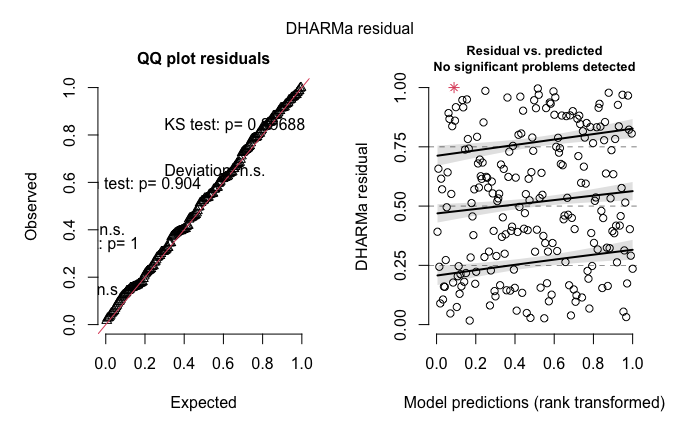 DHARMa residual
QQ plot residuals
Observed
0.0 0.2 0.4 0.6 0.8 1.0
KS test: p=
Deviation n.s.
test: p= 0.904
n.s.
: p= 1
n.s.
0.0 0.2 0.4 0.6 0.8 1.0
Expected
Residual vs. predicted
No significant problems detected
DHARMa residual
0.00 0.25 0.50 0.75 1.00
0.0 0.2 0.4 0.6 0.8 1.0
Model predictions (rank transformed)